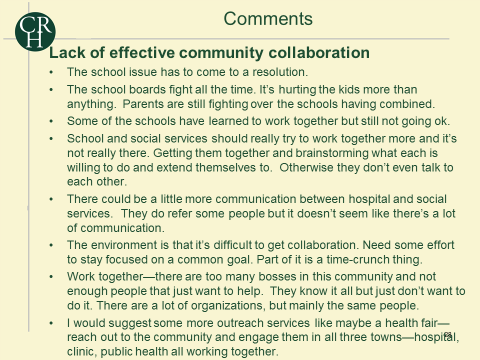 Comments
CR
H
Lack of effective community collaboration
• The school issue has to come to a resolution.
• The school boards fight all the time. It's hurting the kids more than
anything. Parents are still fighting over the schools having combined.
• Some of the schools have learned to work together but still not going ok.
• School and social services should really try to work together more and it's
not really there. Getting them together and brainstorming what each is
willing to do and extend themselves to. Otherwise they don't even talk to
each other.
• There could be a little more communication between hospital and social
services. They do refer some people but it doesn't seem like there's a lot
of communication.
• The environment is that it's difficult to get collaboration. Need some effort
to stay focused on a common goal. Part of it is a time-crunch thing.
• Work together—there are too many bosses in this community and not
enough people that just want to help. They know it all but just don't want to
do it. There are a lot of organizations, but mainly the same people.
• I would suggest some more outreach services like maybe a health fair—
reach out to the community and engage them in all three towns—hospital,
clinic, public health all working together.